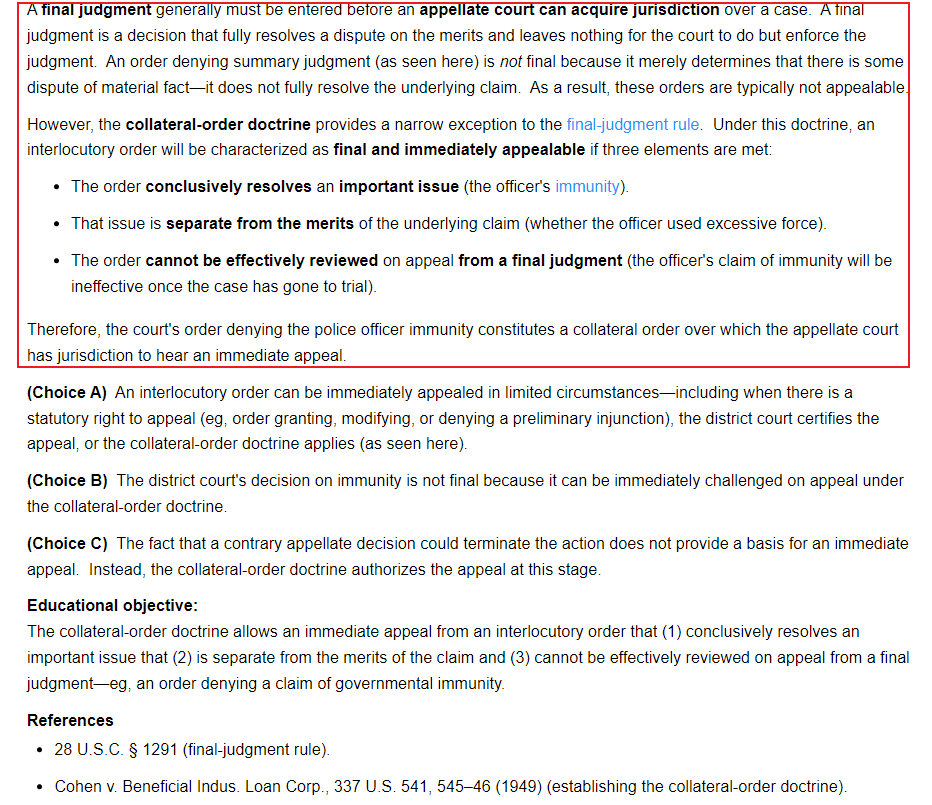 A final judgment generally must be entered before an appellate court can acquire jurisdiction over a case. A final
judgment is a decision that fully resolves a dispute on the merits and leaves nothing for the court to do but enforce the
judgment. An order denying summary judgment (as seen here) is not final because it merely determines that there is some
dispute of material fact—it does not fully resolve the underlying claim. As a result, these orders are typically not appealable.
However, the collateral-order doctrine provides a narrow exception to the final-judgment rule. Under this doctrine, an
interlocutory order will be characterized as final and immediately appealable if three elements are met:
• The order conclusively resolves an important issue (the officer's immunity).
• That issue is separate from the merits of the underlying claim (whether the officer used excessive force).
• The order cannot be effectively reviewed on appeal from a final judgment (the officer's claim of immunity will be
ineffective once the case has gone to trial).
Therefore, the court's order denying the police officer immunity constitutes a collateral order over which the appellate court
has jurisdiction to hear an immediate appeal.
(Choice A) An interlocutory order can be immediately appealed in limited circumstances—including when there is a
statutory right to appeal (eg, order granting, modifying, or denying a preliminary injunction), the district court certifies the
appeal, or the collateral-order doctrine applies (as seen here).
(Choice B) The district court's decision on immunity is not final because it can be immediately challenged on appeal under
the collateral-order doctrine.
(Choice C) The fact that a contrary appellate decision could terminate the action does not provide a basis for an immediate
appeal. Instead, the collateral-order doctrine authorizes the appeal at this stage.
Educational objective:
The collateral-order doctrine allows an immediate appeal from an interlocutory order that (1) conclusively resolves an
important issue that (2) is separate from the merits of the claim and (3) cannot be effectively reviewed on appeal from a final
judgment—eg, an order denying a claim of governmental immunity.
References
• 28 U.S.C. § 1291 (final-judgment rule).
• Cohen v. Beneficial Indus. Loan Corp., 337 U.S. 541, 545–46 (1949) (establishing the collateral-order doctrine).